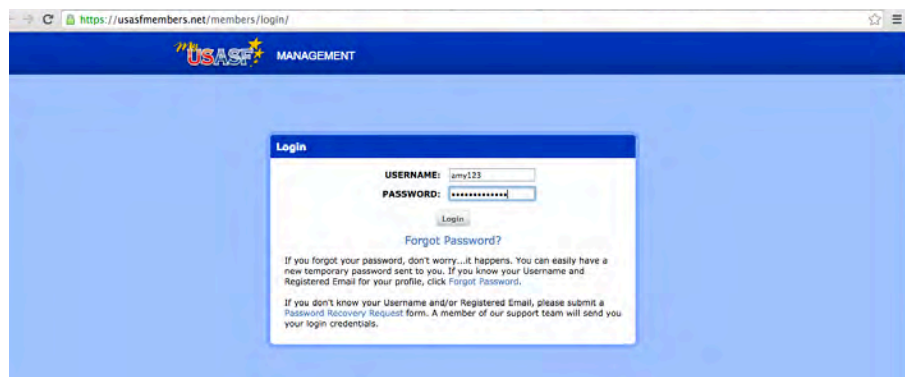 https://usasfmembers.net/members/login/
My USASF MANAGEMENT
Login
USERNAME: amy123
PASSWORD: •••••••••••••
Login
Forgot Password?
If you forgot your password, don't worry...it happens. You can easily have a
new temporary password sent to you. If you know your Username and
Registered Email for your profile, click Forgot Password.
If you don't know your Username and/or Registered Email, please submit a
Password Recovery Request form. A member of our support team will send you
your login credentials.